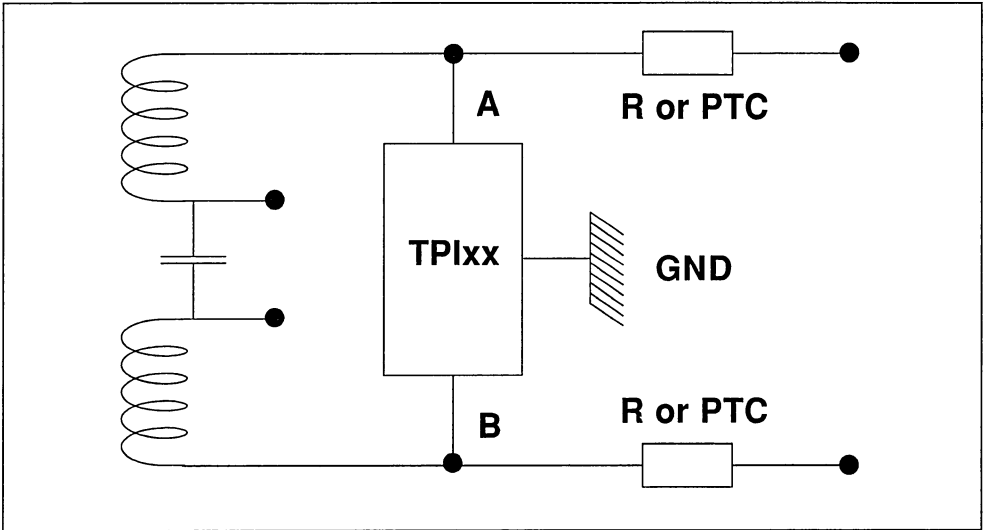 A
R or PTC
TPIxx
GND
R or PTC
B